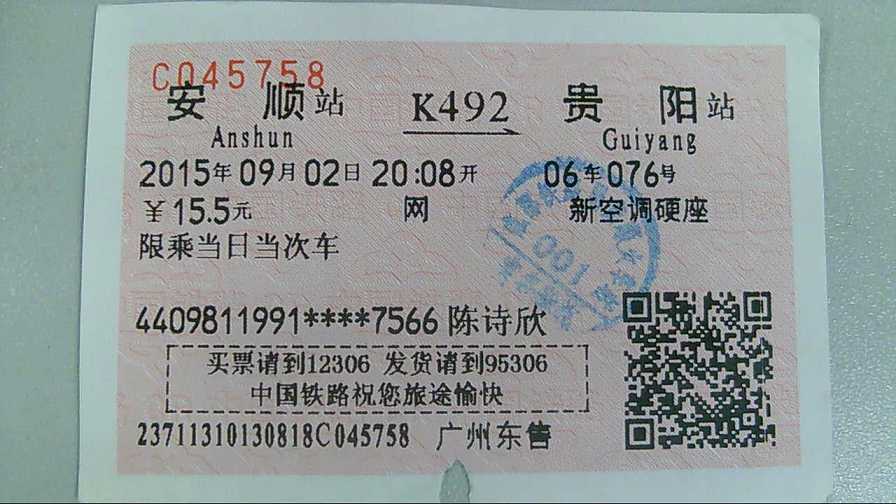 C045758
安顺站 K492 贵阳站
Anshun Guiyang
2015年09月02日 20:08开 06车076号
￥15.5元 网 新空调硬座
限乘当日当次车
001
4409811991****7566 陈诗欣
买票请到12306 发货请到95306
中国铁路祝您旅途愉快
23711310130818C045758 广州东售